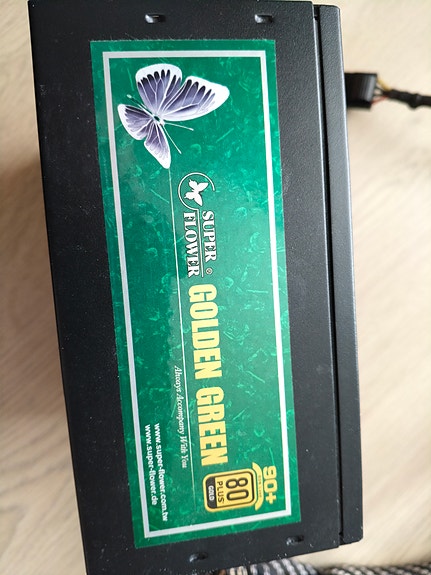 SUPER
FLOWER ®
GOLDEN GREEN
Always Accompany With You
90+
80
PLUS
GOLD
www.super-flower.com.tw
www.super-flower.de